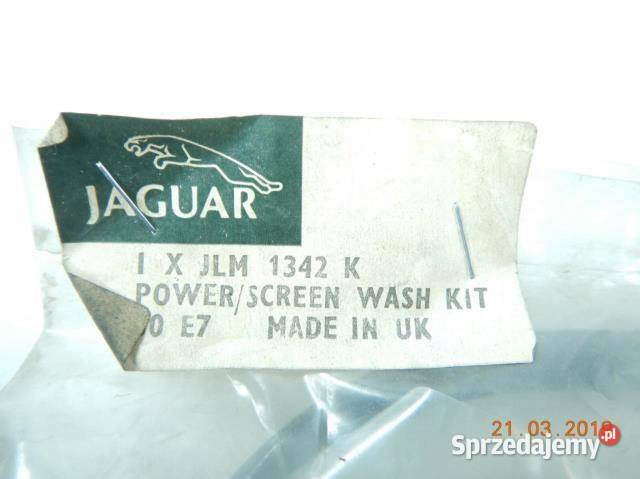 JAGUAR
1 X JLM 1342 K
POWER/SCREEN WASH KIT
0 E7 MADE IN UK
21.03.201
Sprzedajemy.pl